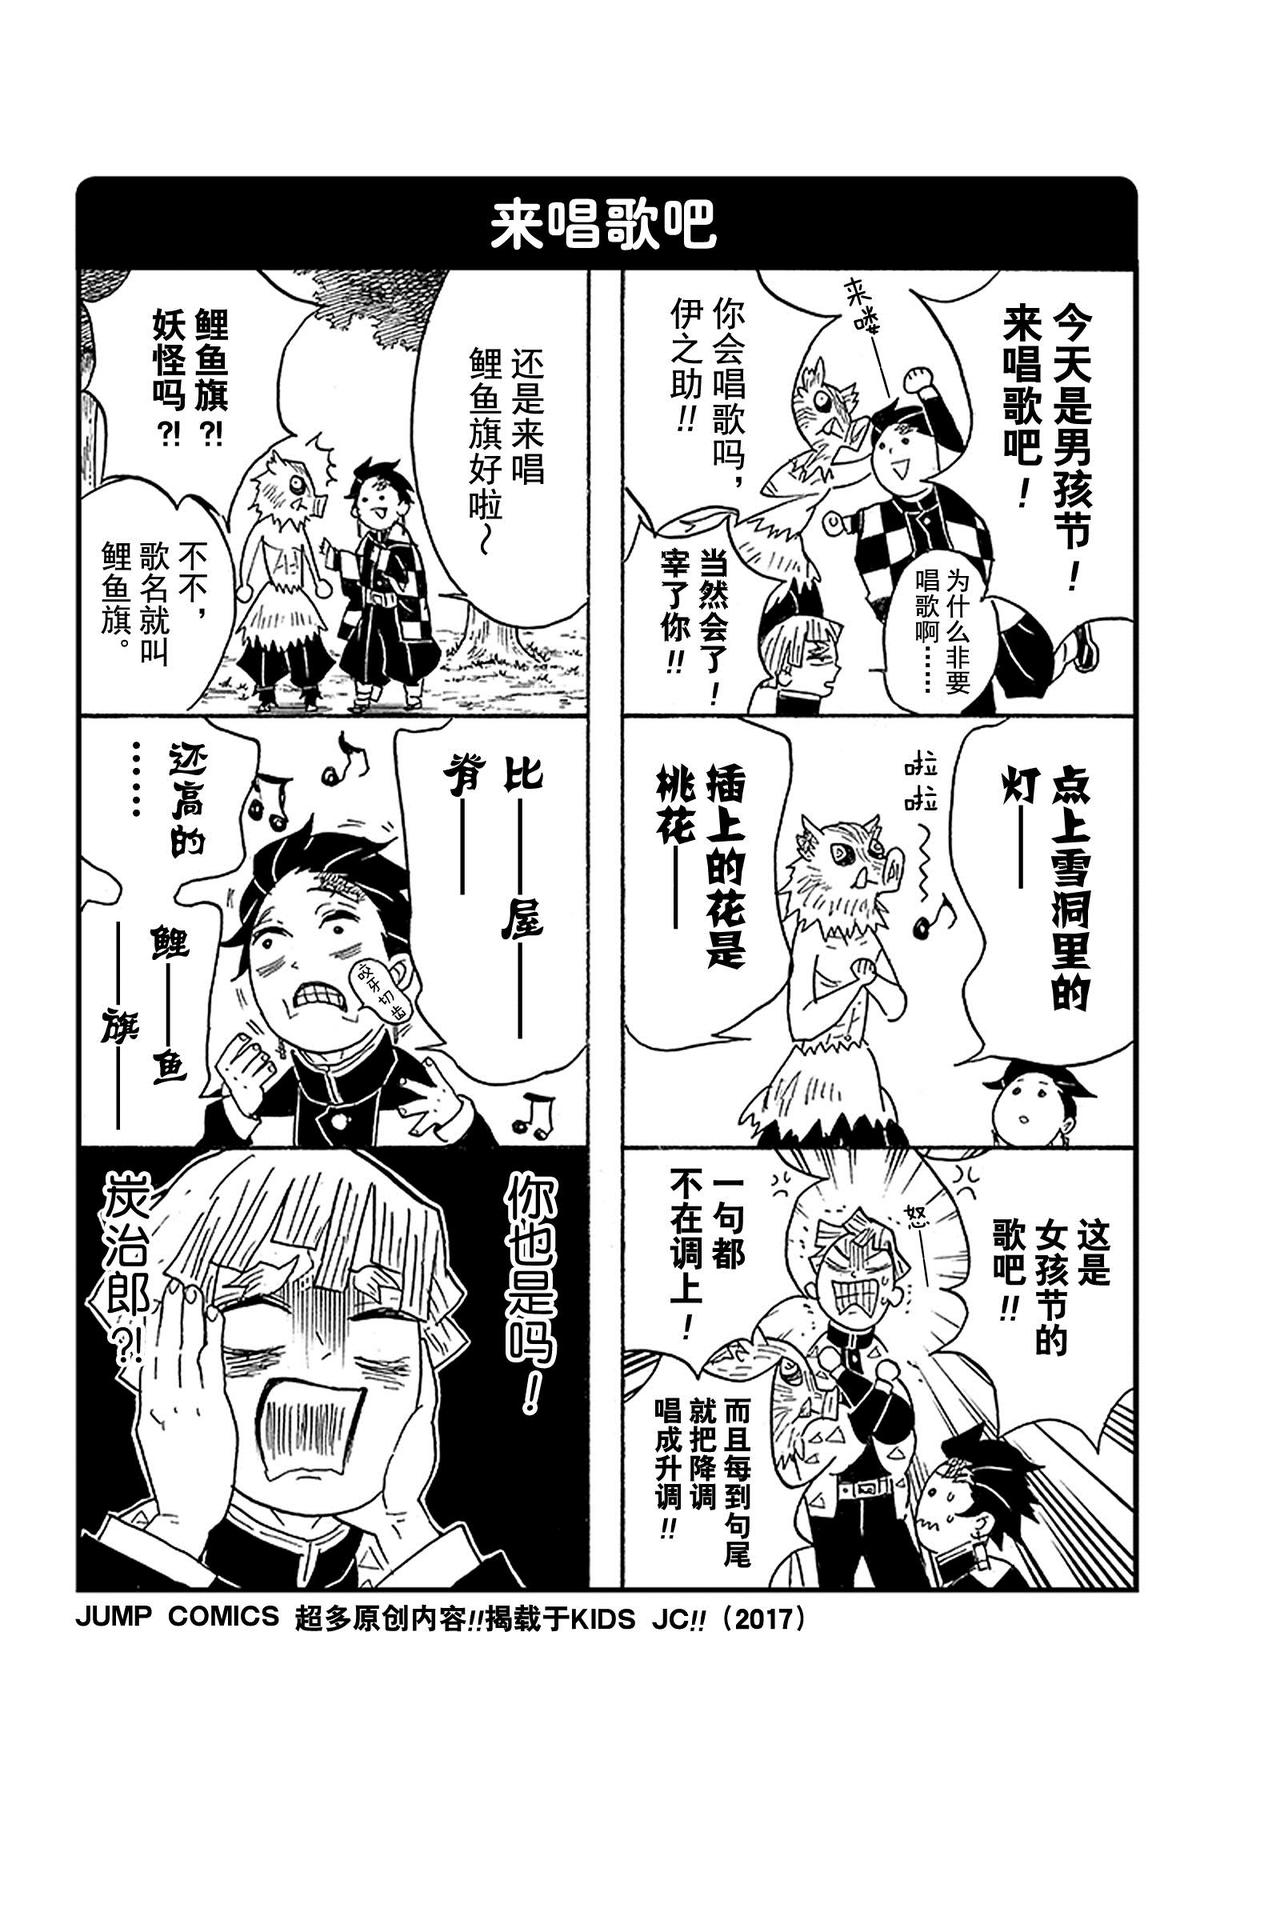 来唱歌吧
今天是男孩节！
来唱歌吧！
来喽
你会唱歌吗，
伊之助!!
为什么非要
唱歌啊……
当然会了！
宰了你!!
点上雪洞里的
灯——
啦啦
插上的花是
桃花——
这是
女孩节的
歌吧!!
怒
一句都
不在调上！
而且每到句尾
就把降调
唱成升调!!
还是来唱
鲤鱼旗好啦～
鲤鱼旗?!
妖怪吗?!
不不，
歌名就叫
鲤鱼旗。
比——屋——
脊——
咬牙切齿
还高的
……
鲤——鱼
——旗——
你也是吗！
炭治郎?!
JUMP COMICS 超多原创内容!!揭载于KIDS JC!!（2017）